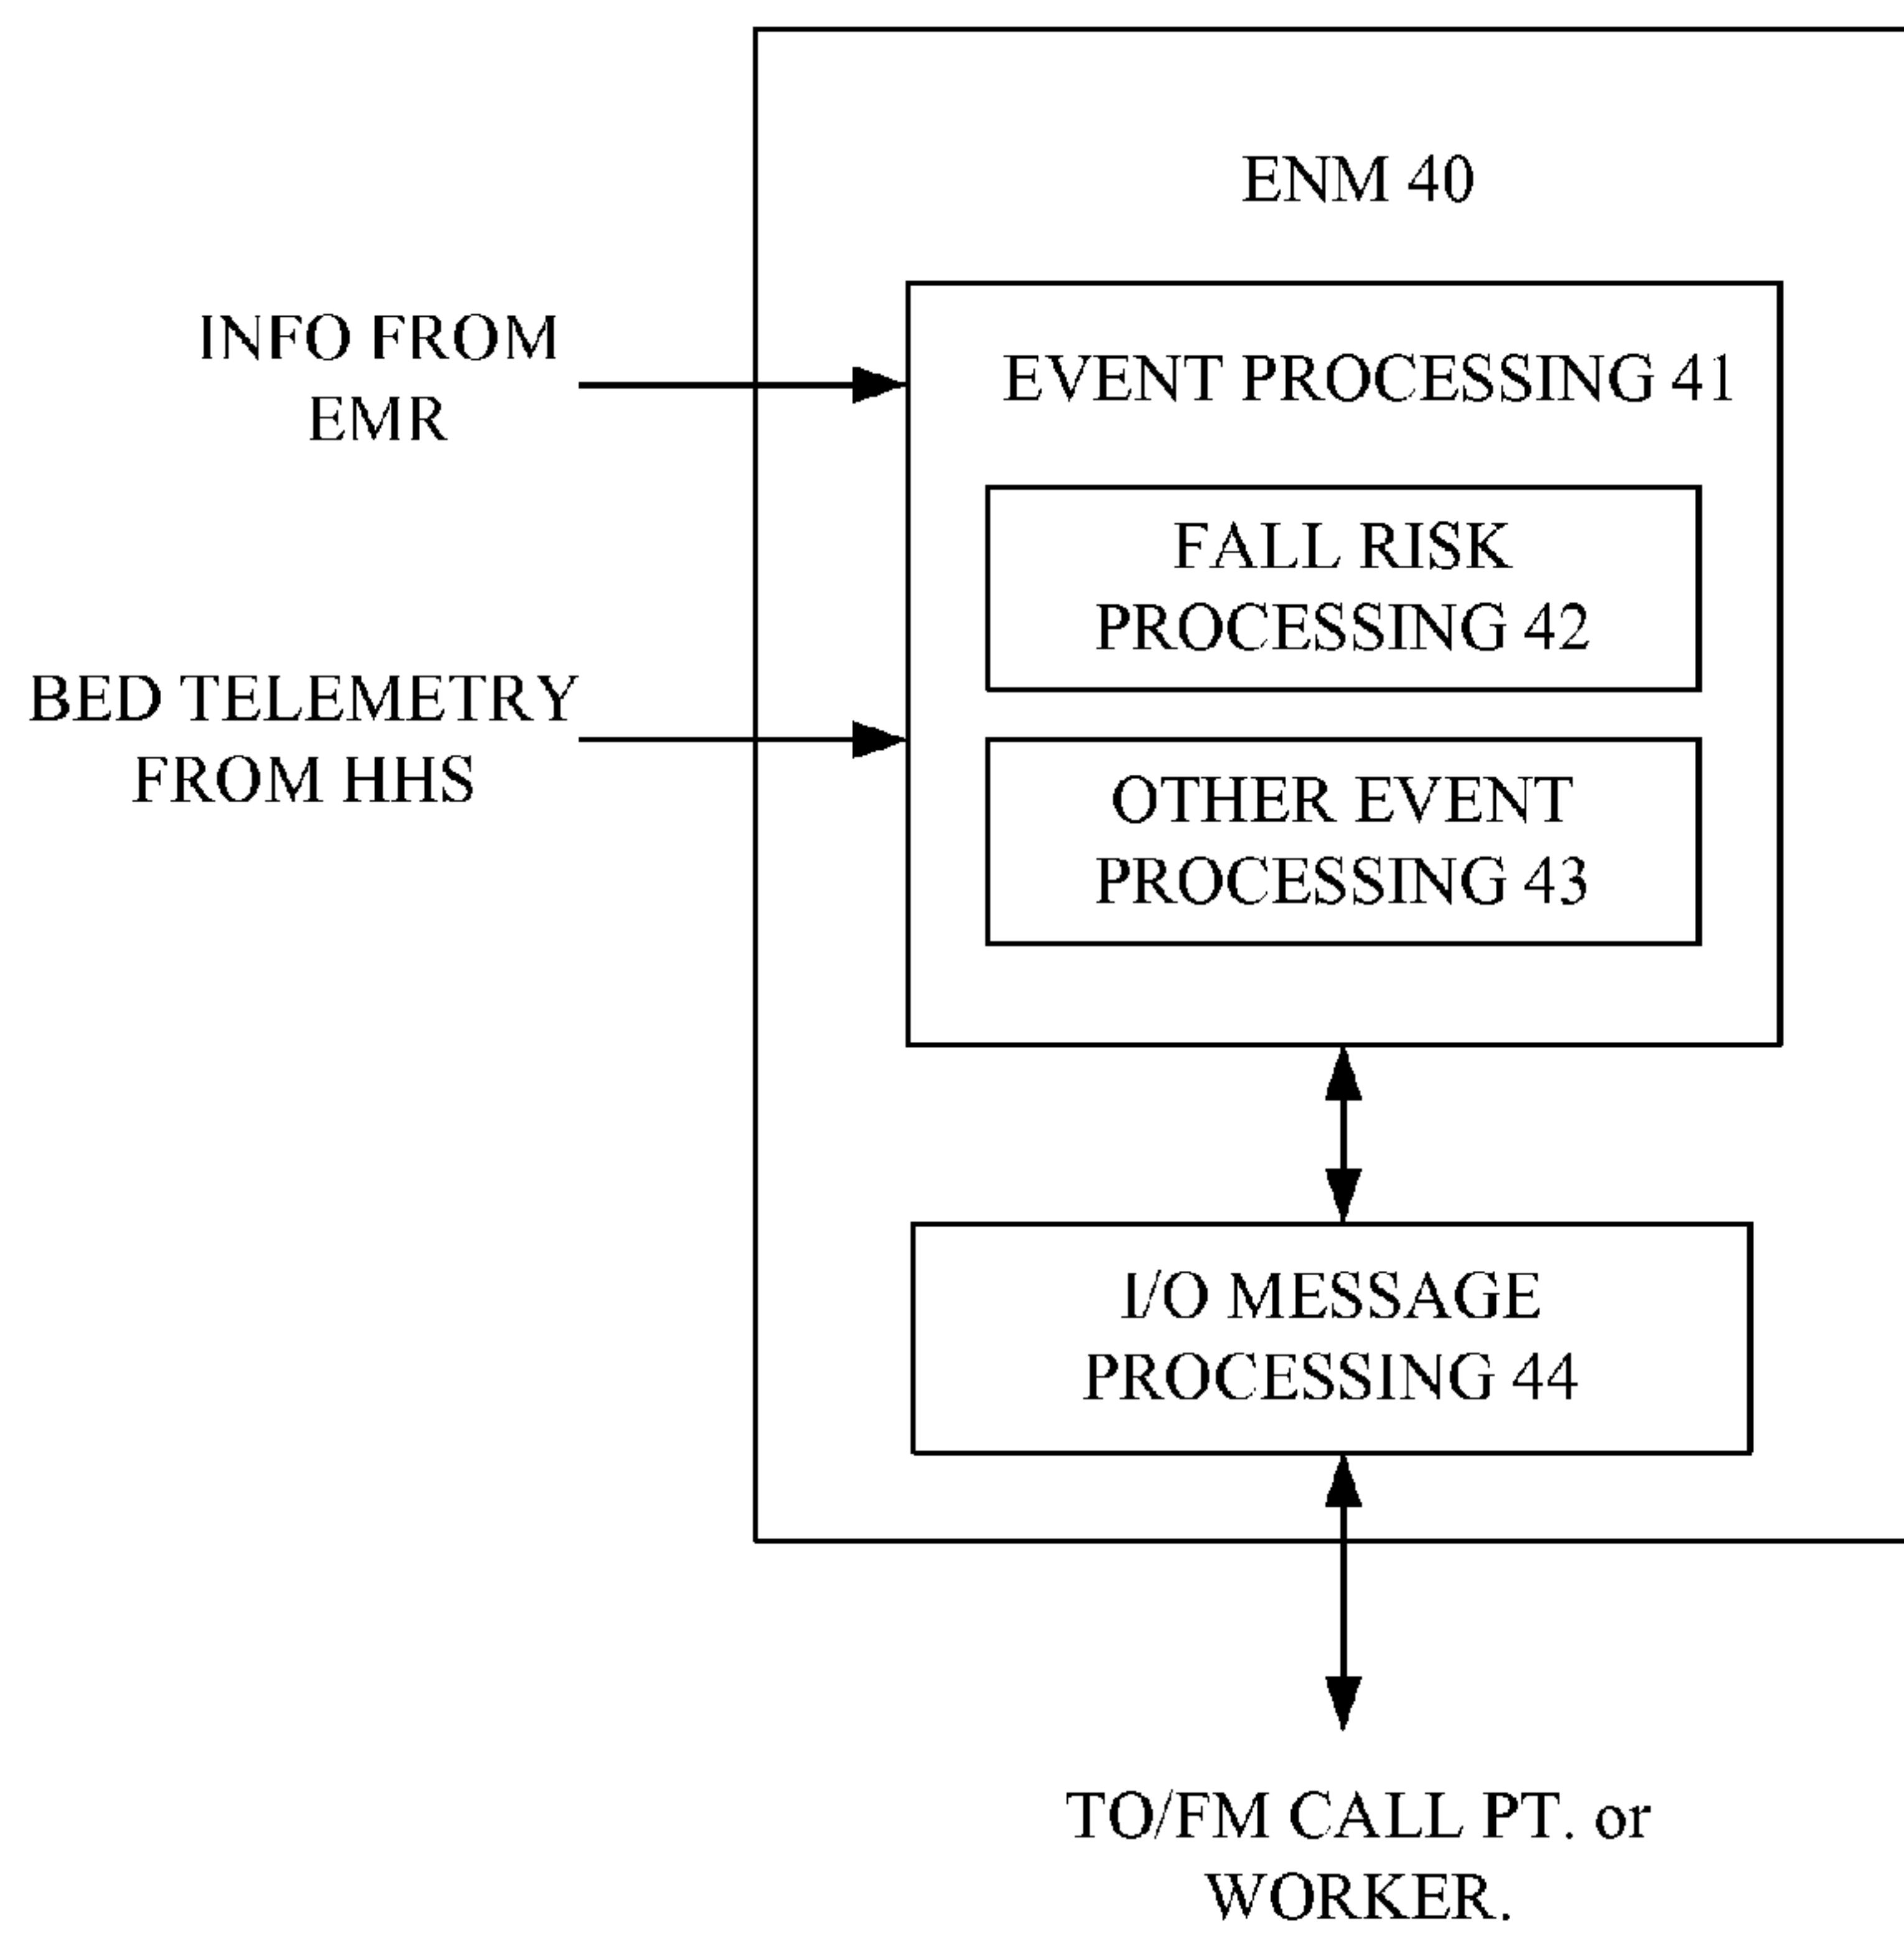 ENM 40
INFO FROM
EMR
EVENT PROCESSING 41
FALL RISK
PROCESSING 42
BED TELEMETRY
FROM HHS
OTHER EVENT
PROCESSING 43
I/O MESSAGE
PROCESSING 44
TO/FM CALL PT. or
WORKER.